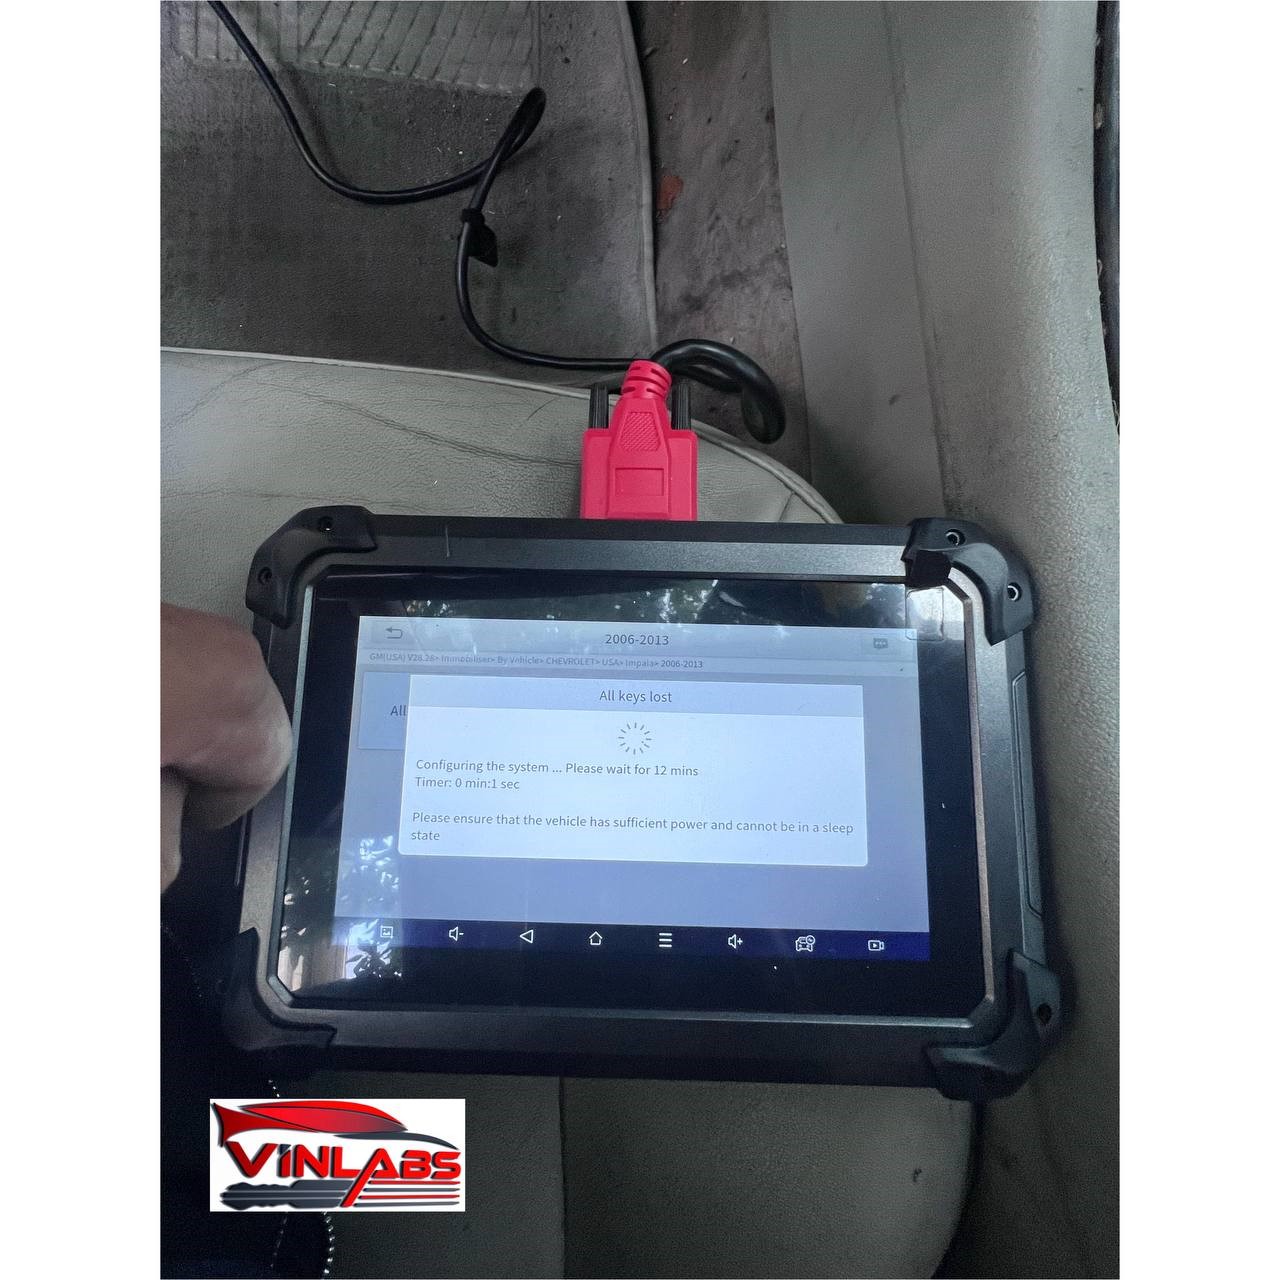 2006-2013
GM(USA) V28.26> Immobiliser> By vehicle> CHEVROLET> USA> Impala> 2006-2013
All
All keys lost
Configuring the system ... Please wait for 12 mins
Timer: 0 min:1 sec
Please ensure that the vehicle has sufficient power and cannot be in a sleep
state
ViNLABS